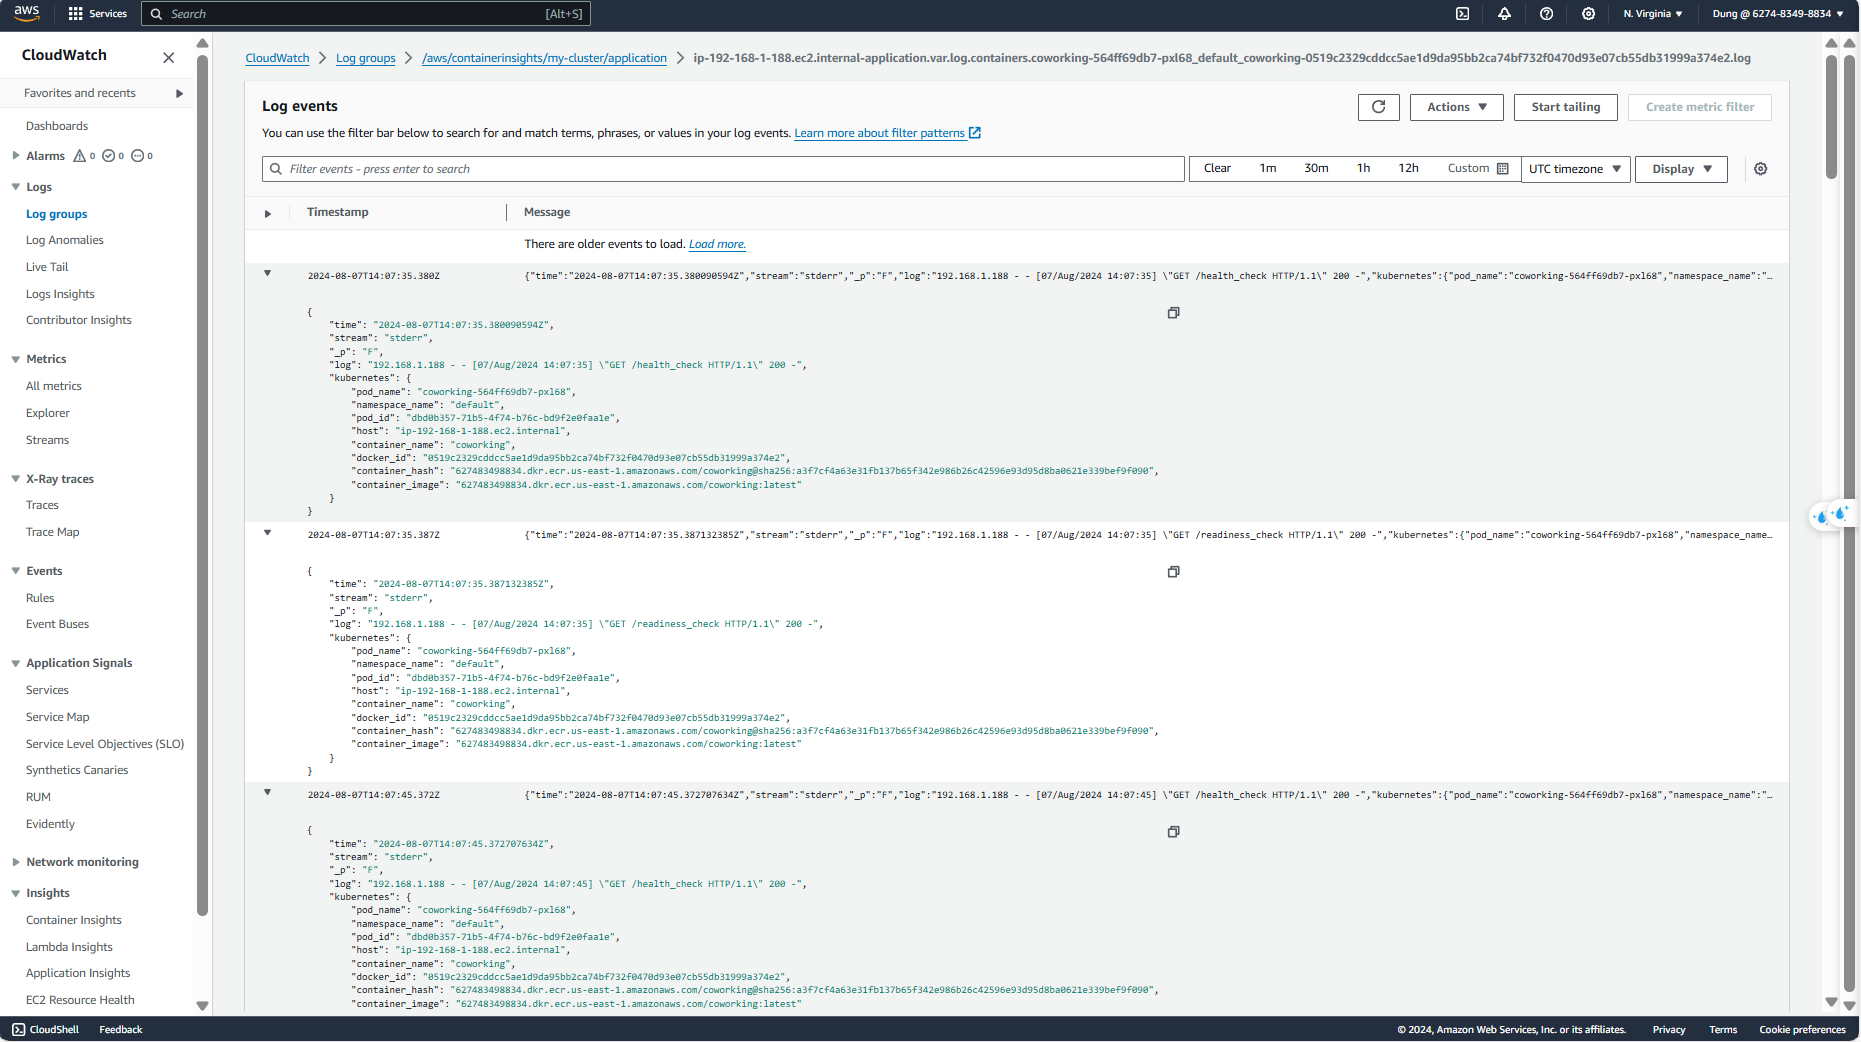 aws
Services
Search
[Alt+S]
N. Virginia
Dung @ 6274-8349-8834
CloudWatch
Favorites and recents
Dashboards
Alarms 0 0 0
Logs
Log groups
Log Anomalies
Live Tail
Logs Insights
Contributor Insights
Metrics
All metrics
Explorer
Streams
X-Ray traces
Traces
Trace Map
Events
Rules
Event Buses
Application Signals
Services
Service Map
Service Level Objectives (SLO)
Synthetics Canaries
RUM
Evidently
Network monitoring
Insights
Container Insights
Lambda Insights
Application Insights
EC2 Resource Health
CloudWatch > Log groups > /aws/containerinsights/my-cluster/application > ip-192-168-1-188.ec2.internal-application.var.log.containers.coworking-564ff69db7-pxl68_default_coworking-0519c2329cddcc5ae1d9da95bb2ca74bf732f0470d93e07cb55db31999a374e2.log
Log events
Actions
Start tailing
Create metric filter
You can use the filter bar below to search for and match terms, phrases, or values in your log events. Learn more about filter patterns
Filter events - press enter to search
Clear 1m 30m 1h 12h Custom UTC timezone Display
Timestamp Message
There are older events to load. Load more.
2024-08-07T14:07:35.380Z {"time":"2024-08-07T14:07:35.380090594Z","stream":"stderr","_p":"F","log":"192.168.1.188 - - [07/Aug/2024 14:07:35] \"GET /health_check HTTP/1.1\" 200 -","kubernetes":{"pod_name":"coworking-564ff69db7-pxl68","namespace_name":"…
{
"time": "2024-08-07T14:07:35.380090594Z",
"stream": "stderr",
"_p": "F",
"log": "192.168.1.188 - - [07/Aug/2024 14:07:35] \"GET /health_check HTTP/1.1\" 200 -",
"kubernetes": {
"pod_name": "coworking-564ff69db7-pxl68",
"namespace_name": "default",
"pod_id": "dbd0b357-71b5-4f74-b76c-bd9f2e0faa1e",
"host": "ip-192-168-1-188.ec2.internal",
"container_name": "coworking",
"docker_id": "0519c2329cddcc5ae1d9da95bb2ca74bf732f0470d93e07cb55db31999a374e2",
"container_hash": "627483498834.dkr.ecr.us-east-1.amazonaws.com/coworking@sha256:a3f7cf4a63e31fb137b65f342e986b26c42596e93d95d8ba0621e339bef9f090",
"container_image": "627483498834.dkr.ecr.us-east-1.amazonaws.com/coworking:latest"
}
}
2024-08-07T14:07:35.387Z {"time":"2024-08-07T14:07:35.387132385Z","stream":"stderr","_p":"F","log":"192.168.1.188 - - [07/Aug/2024 14:07:35] \"GET /readiness_check HTTP/1.1\" 200 -","kubernetes":{"pod_name":"coworking-564ff69db7-pxl68","namespace_name…
{
"time": "2024-08-07T14:07:35.387132385Z",
"stream": "stderr",
"_p": "F",
"log": "192.168.1.188 - - [07/Aug/2024 14:07:35] \"GET /readiness_check HTTP/1.1\" 200 -",
"kubernetes": {
"pod_name": "coworking-564ff69db7-pxl68",
"namespace_name": "default",
"pod_id": "dbd0b357-71b5-4f74-b76c-bd9f2e0faa1e",
"host": "ip-192-168-1-188.ec2.internal",
"container_name": "coworking",
"docker_id": "0519c2329cddcc5ae1d9da95bb2ca74bf732f0470d93e07cb55db31999a374e2",
"container_hash": "627483498834.dkr.ecr.us-east-1.amazonaws.com/coworking@sha256:a3f7cf4a63e31fb137b65f342e986b26c42596e93d95d8ba0621e339bef9f090",
"container_image": "627483498834.dkr.ecr.us-east-1.amazonaws.com/coworking:latest"
}
}
2024-08-07T14:07:45.372Z {"time":"2024-08-07T14:07:45.372707634Z","stream":"stderr","_p":"F","log":"192.168.1.188 - - [07/Aug/2024 14:07:45] \"GET /health_check HTTP/1.1\" 200 -","kubernetes":{"pod_name":"coworking-564ff69db7-pxl68","namespace_name":"…
{
"time": "2024-08-07T14:07:45.372707634Z",
"stream": "stderr",
"_p": "F",
"log": "192.168.1.188 - - [07/Aug/2024 14:07:45] \"GET /health_check HTTP/1.1\" 200 -",
"kubernetes": {
"pod_name": "coworking-564ff69db7-pxl68",
"namespace_name": "default",
"pod_id": "dbd0b357-71b5-4f74-b76c-bd9f2e0faa1e",
"host": "ip-192-168-1-188.ec2.internal",
"container_name": "coworking",
"docker_id": "0519c2329cddcc5ae1d9da95bb2ca74bf732f0470d93e07cb55db31999a374e2",
"container_hash": "627483498834.dkr.ecr.us-east-1.amazonaws.com/coworking@sha256:a3f7cf4a63e31fb137b65f342e986b26c42596e93d95d8ba0621e339bef9f090",
"container_image": "627483498834.dkr.ecr.us-east-1.amazonaws.com/coworking:latest"
CloudShell Feedback © 2024, Amazon Web Services, Inc. or its affiliates. Privacy Terms Cookie preferences